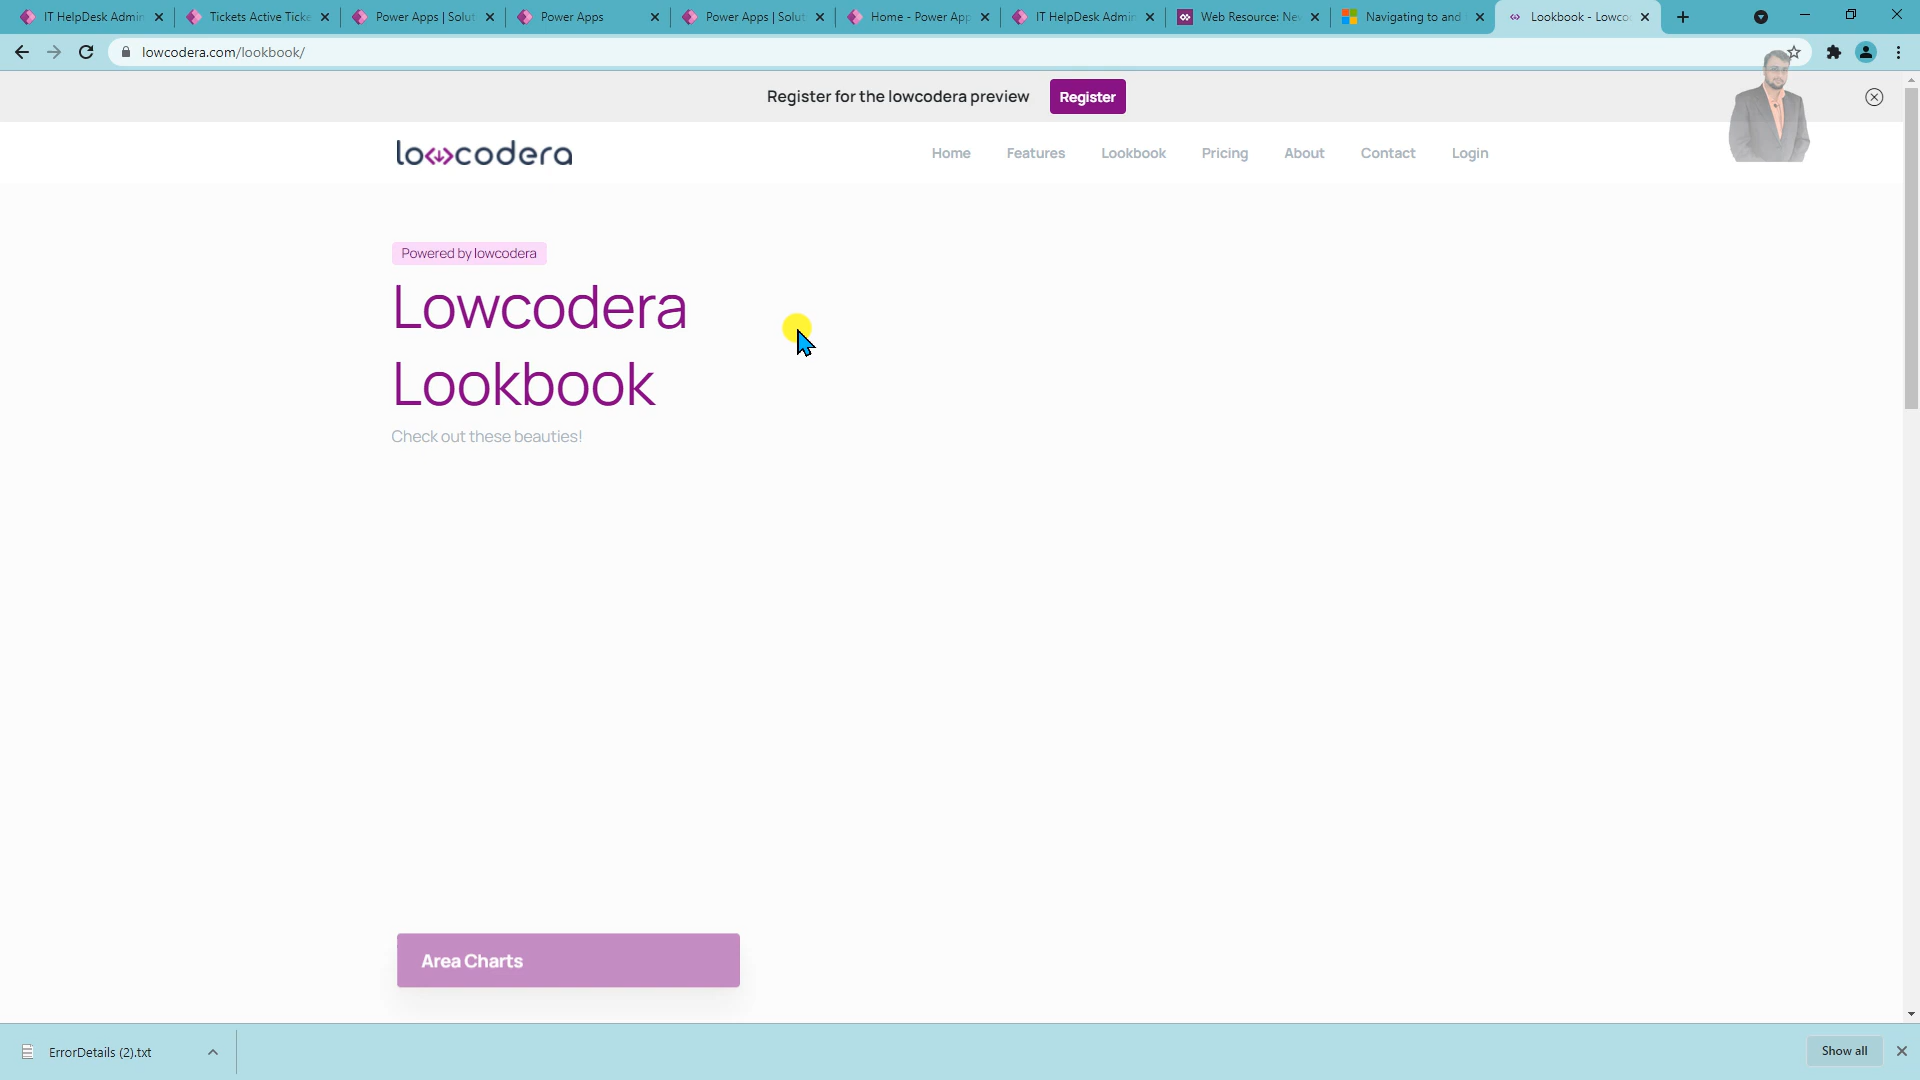 IT HelpDesk Admin
Tickets Active Ticke
Power Apps | Solut
Power Apps
Power Apps | Solut
Home - Power App
IT HelpDesk Admin
Web Resource: Ne
Navigating to and
Lookbook - Lowco
lowcodera.com/lookbook/
Register for the lowcodera preview
Register
lowcodera
Home
Features
Lookbook
Pricing
About
Contact
Login
Powered by lowcodera
Lowcodera
Lookbook
Check out these beauties!
Area Charts
ErrorDetails (2).txt
Show all